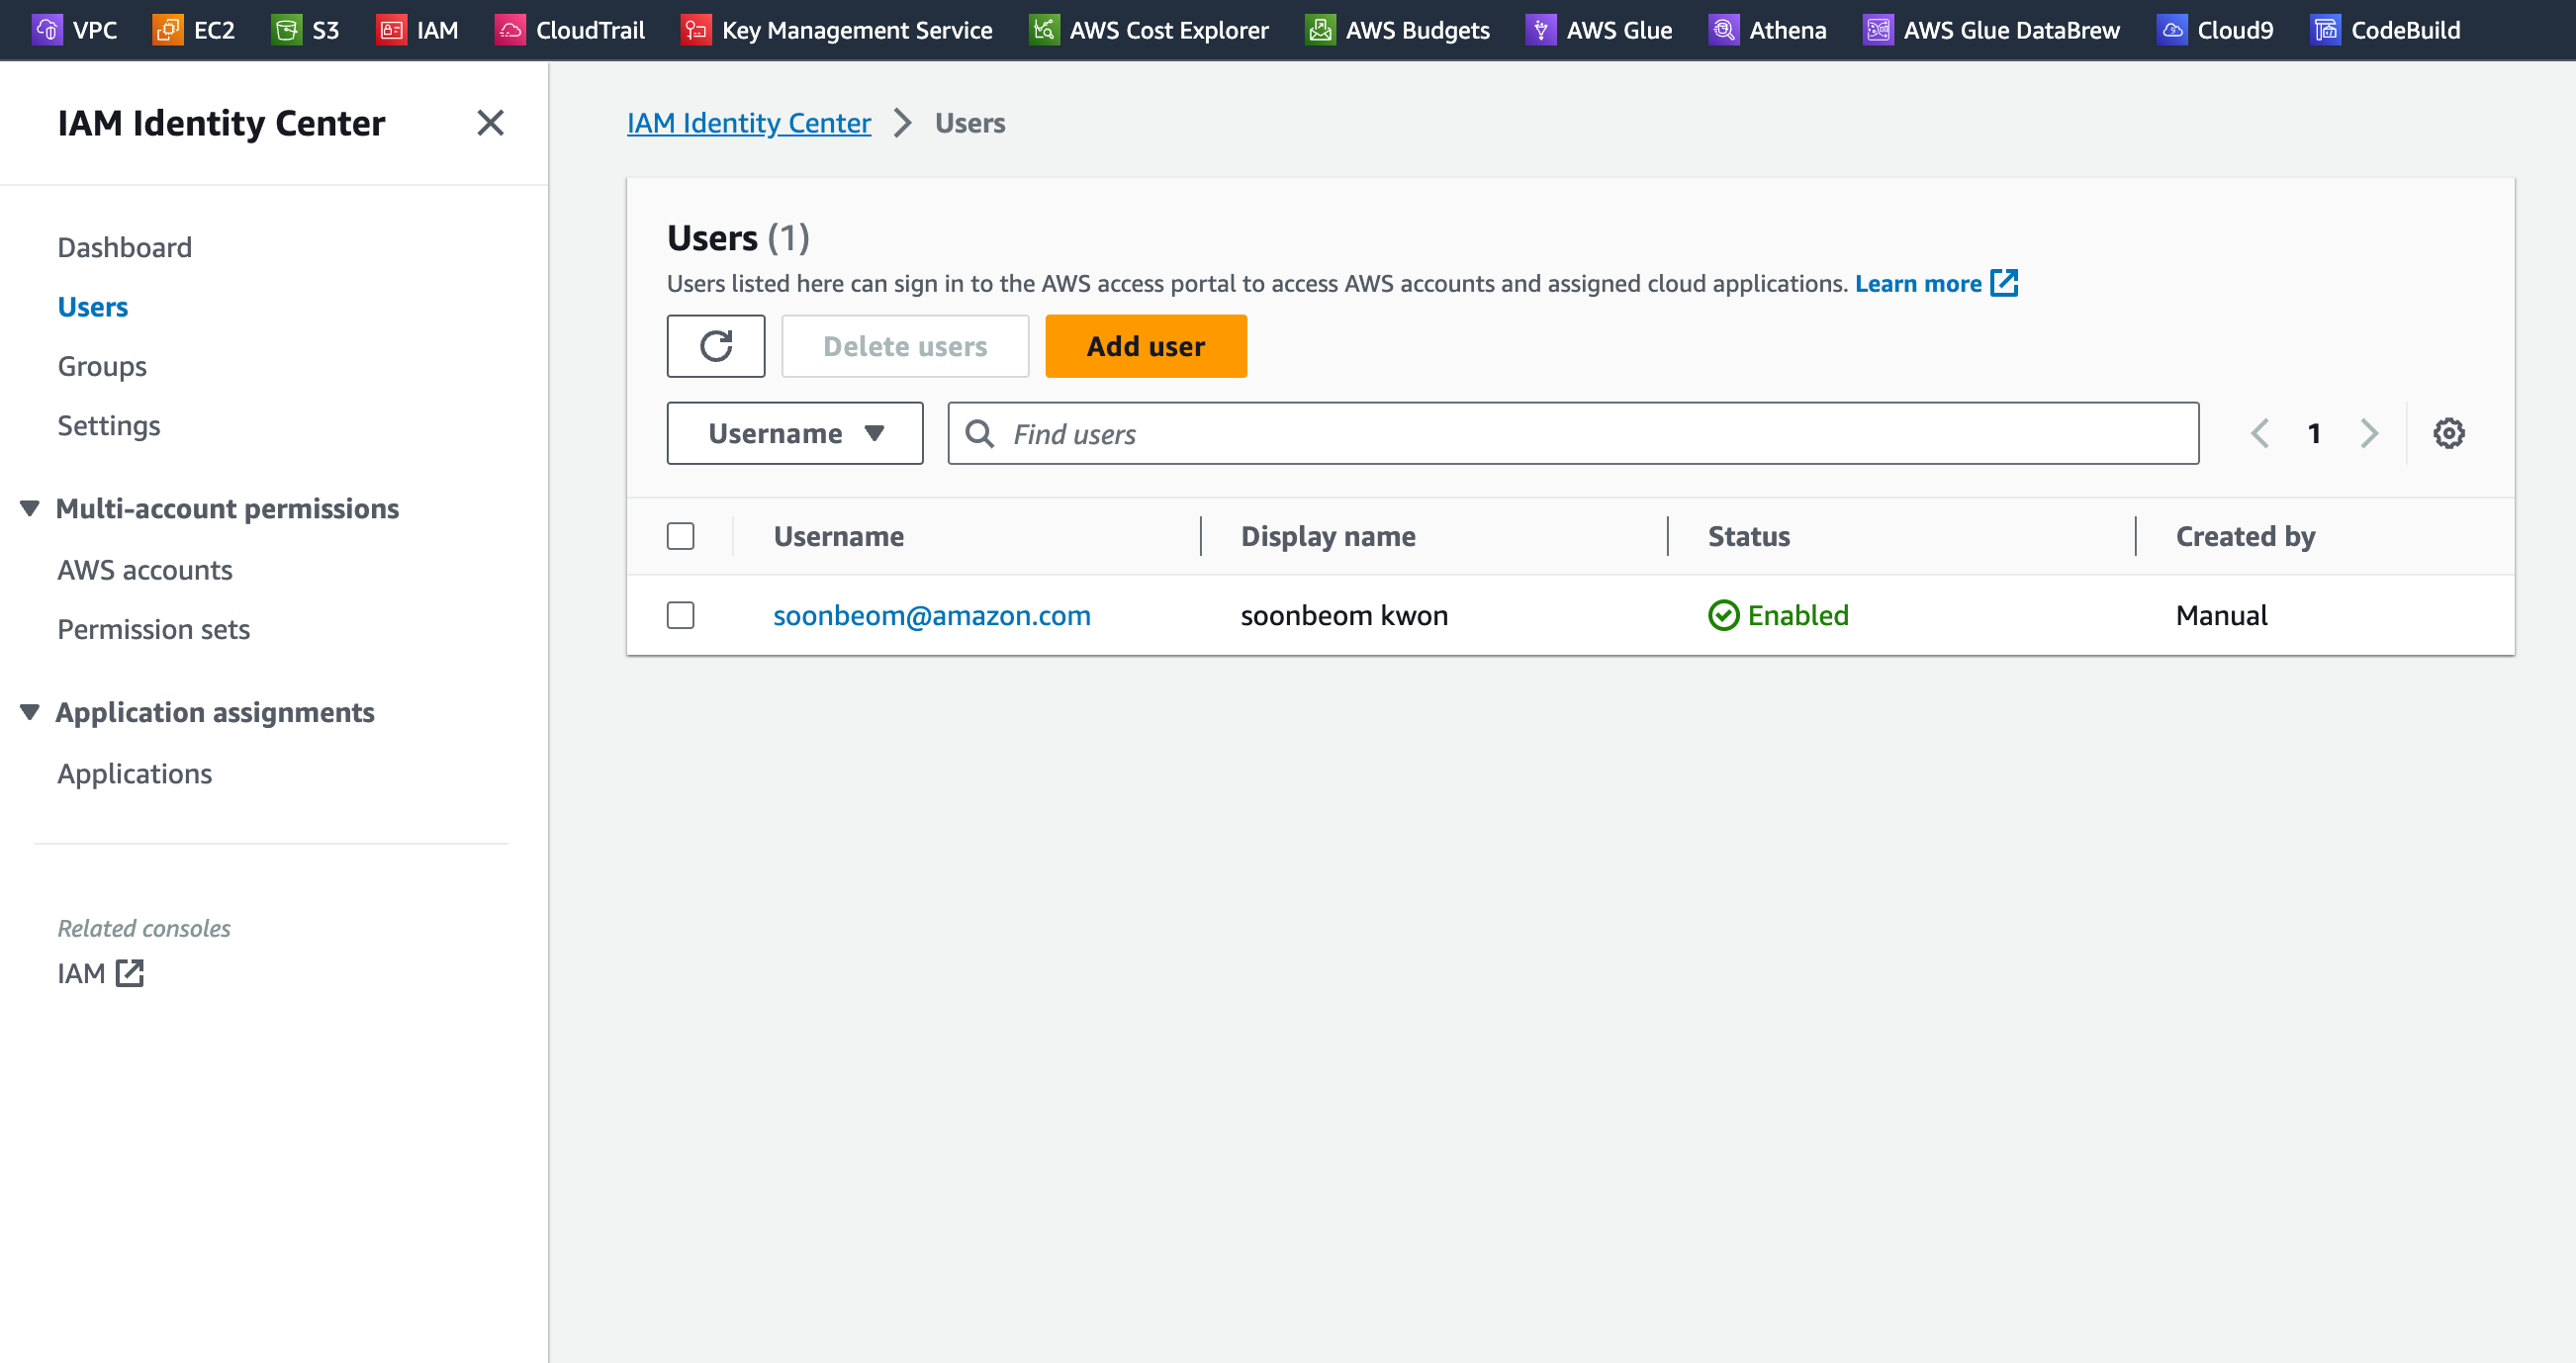 VPC EC2 S3 IAM CloudTrail Key Management Service AWS Cost Explorer AWS Budgets AWS Glue Athena AWS Glue DataBrew Cloud9 CodeBuild
IAM Identity Center
Dashboard
Users
Groups
Settings
Multi-account permissions
AWS accounts
Permission sets
Application assignments
Applications
Related consoles
IAM
IAM Identity Center > Users
Users (1)
Users listed here can sign in to the AWS access portal to access AWS accounts and assigned cloud applications. Learn more
Delete users Add user
Username Find users 1
Username Display name Status Created by
soonbeom@amazon.com soonbeom kwon Enabled Manual